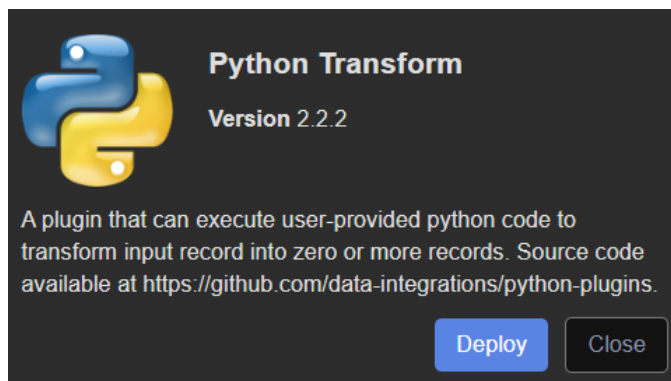 Python Transform
Version 2.2.2
A plugin that can execute user-provided python code to
transform input record into zero or more records. Source code
available at https://github.com/data-integrations/python-plugins.
Deploy
Close